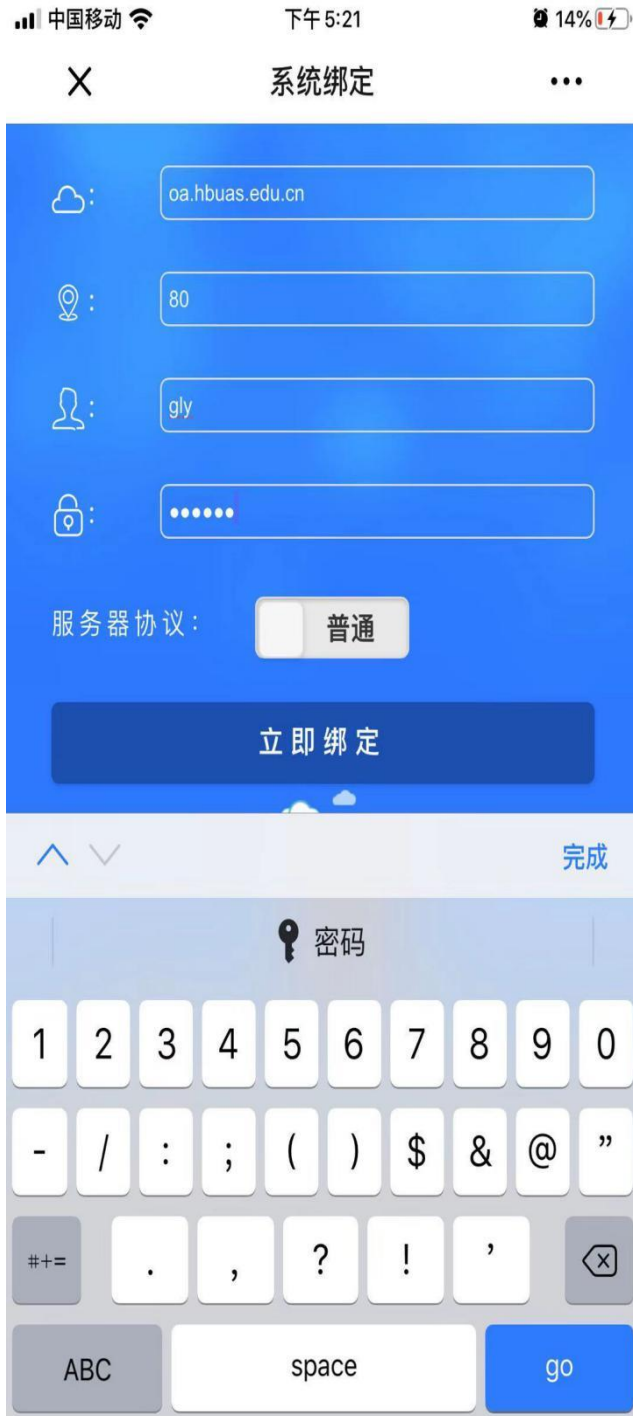 中国移动 下午5:21 14%
系统绑定
: oa.hbuas.edu.cn
: 80
: gly
: ••••••
服务器协议: 普通
立即绑定
完成
密码
1 2 3 4 5 6 7 8 9 0
- / : ; ( ) $ & @ ”
#+= . , ? ! ’
ABC space go